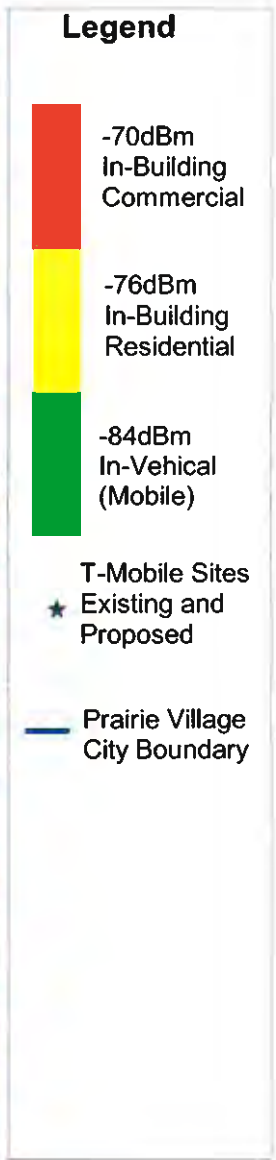 Legend
-70dBm
In-Building
Commercial
-76dBm
In-Building
Residential
-84dBm
In-Vehical
(Mobile)
T-Mobile Sites
Existing and
Proposed
Prairie Village
City Boundary